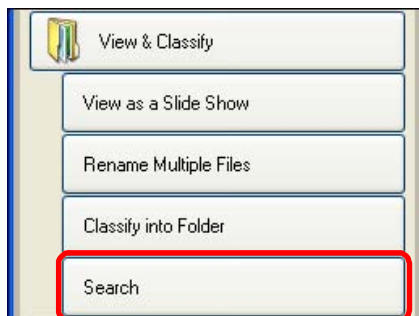 View & Classify
View as a Slide Show
Rename Multiple Files
Classify into Folder
Search